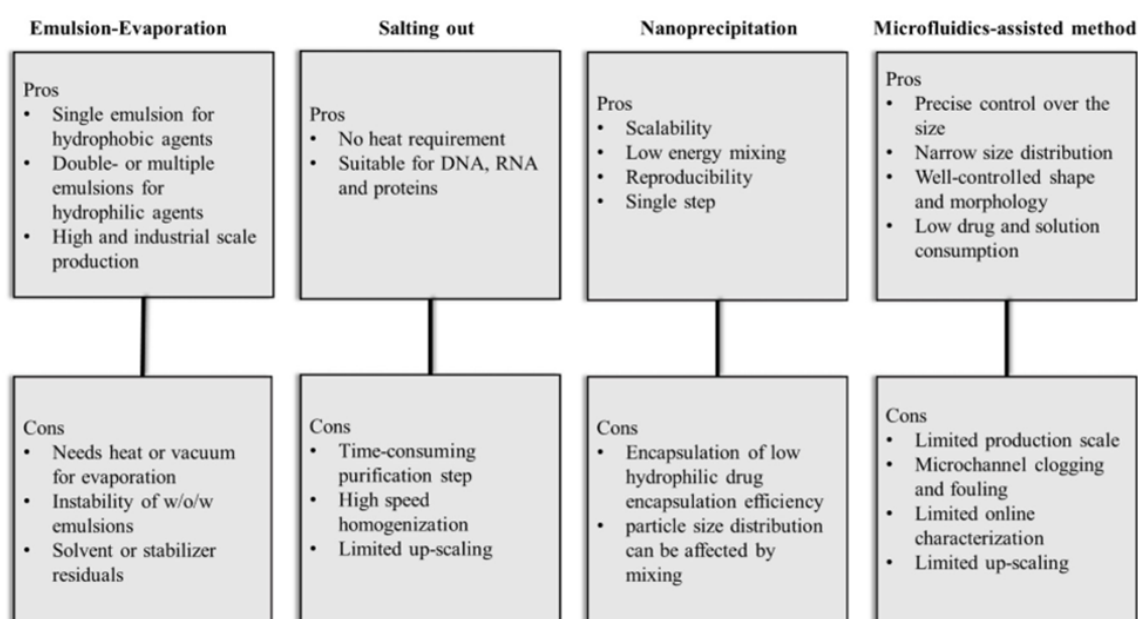 Emulsion-Evaporation
Pros
• Single emulsion for
hydrophobic agents
• Double- or multiple
emulsions for
hydrophilic agents
• High and industrial scale
production
Cons
• Needs heat or vacuum
for evaporation
• Instability of w/o/w
emulsions
• Solvent or stabilizer
residuals
Salting out
Pros
• No heat requirement
• Suitable for DNA, RNA
and proteins
Cons
• Time-consuming
purification step
• High speed
homogenization
• Limited up-scaling
Nanoprecipitation
Pros
• Scalability
• Low energy mixing
• Reproducibility
• Single step
Cons
• Encapsulation of low
hydrophilic drug
encapsulation efficiency
• particle size distribution
can be affected by
mixing
Microfluidics-assisted method
Pros
• Precise control over the
size
• Narrow size distribution
• Well-controlled shape
and morphology
• Low drug and solution
consumption
Cons
• Limited production scale
• Microchannel clogging
and fouling
• Limited online
characterization
• Limited up-scaling